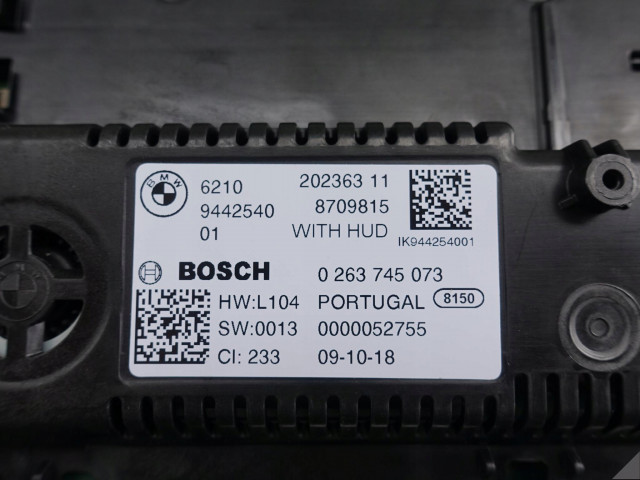 BMW
6210
9442540
01
202363 11
8709815
WITH HUD
IK944254001
BOSCH
0 263 745 073
HW:L104 PORTUGAL 8150
SW:0013 0000052755
CI: 233 09-10-18